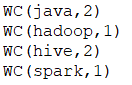 WC(java,2)
WC(hadoop,1)
WC(hive,2)
WC(spark,1)